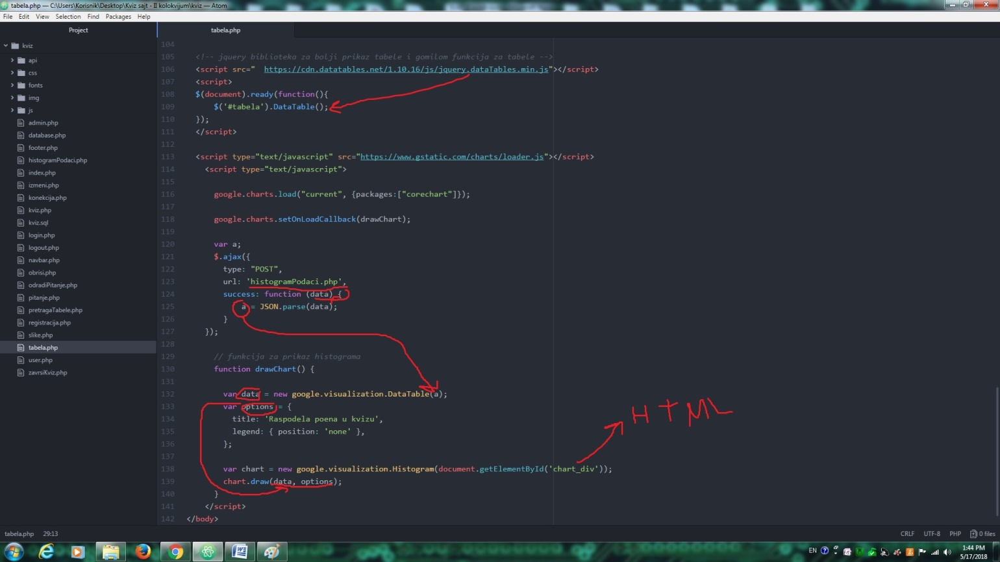 tabela.php — C:\Users\Korisnik\Desktop\Kviz sajt - II kolokvijum\kviz — Atom
File Edit View Selection Find Packages Help
Project
kviz
api
css
fonts
img
js
admin.php
database.php
footer.php
histogramPodaci.php
index.php
izmeni.php
konekcija.php
kviz.php
kviz.sql
login.php
logout.php
navbar.php
obrisi.php
odradiPitanje.php
pitanje.php
pretragaTabele.php
registracija.php
slike.php
tabela.php
user.php
zavrsiKviz.php
tabela.php
104
105 <!-- jquery biblioteka za bolji prikaz tabele i gomilom funkcija za tabele -->
106 <script src="  https://cdn.datatables.net/1.10.16/js/jquery.dataTables.min.js"></script>
107 <script>
108 $(document).ready(function(){
109 $('#tabela').DataTable();
110 });
111 </script>
112
113 <script type="text/javascript" src="https://www.gstatic.com/charts/loader.js"></script>
114 <script type="text/javascript">
115
116 google.charts.load("current", {packages:["corechart"]});
117
118 google.charts.setOnLoadCallback(drawChart);
119
120 var a;
121 $.ajax({
122 type: "POST",
123 url: 'histogramPodaci.php',
124 success: function (data) {
125 a = JSON.parse(data);
126 }
127 });
128
129 // funkcija za prikaz histograma
130 function drawChart() {
131
132 var data = new google.visualization.DataTable(a);
133 var options = {
134 title: 'Raspodela poena u kvizu',
135 legend: { position: 'none' },
136 };
137
138 var chart = new google.visualization.Histogram(document.getElementById('chart_div'));
139 chart.draw(data, options);
140 }
141 </script>
142 </body>
HTML
tabela.php 29:13
CRLF UTF-8 PHP 0 files
EN
1:44 PM
5/17/2018